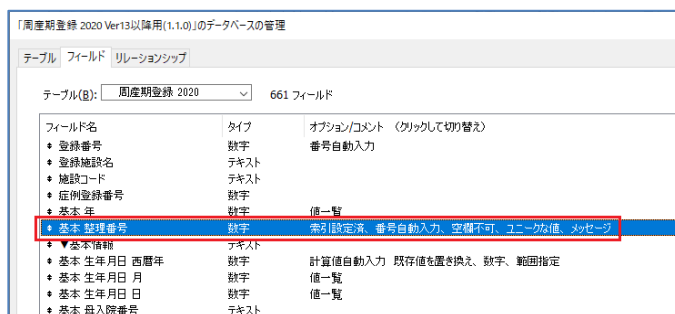 「周産期登録 2020 Ver13以降用(1.1.0)」のデータベースの管理
テーブル フィールド リレーションシップ
テーブル(B): 周産期登録 2020 661 フィールド
フィールド名 タイプ オプション/コメント (クリックして切り替え)
登録番号 数字 番号自動入力
登録施設名 テキスト
施設コード テキスト
症例登録番号 数字
基本 年 数字 値一覧
基本 整理番号 数字 索引設定済、番号自動入力、空欄不可、ユニークな値、メッセージ
▼基本情報 テキスト
基本 生年月日 西暦年 数字 計算値自動入力 既存値を置き換え、数字、範囲指定
基本 生年月日 月 数字 値一覧
基本 生年月日 日 数字 値一覧
基本 母入院番号 テキスト